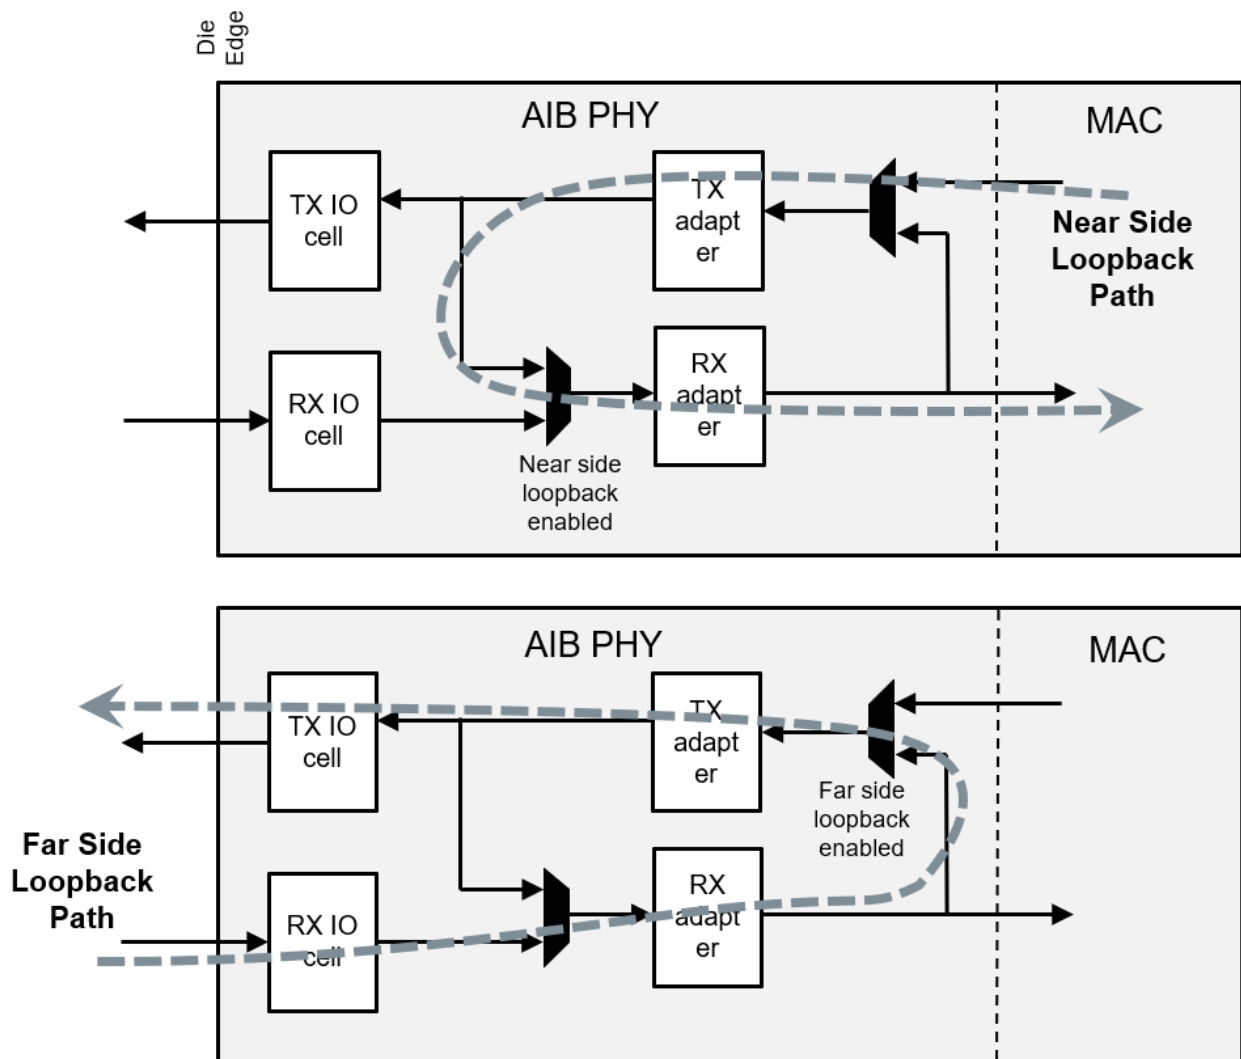 Die
Edge
AIB PHY
MAC
TX IO
cell
TX
adapt
er
Near Side
Loopback
Path
RX IO
cell
RX
adapt
er
Near side
loopback
enabled
AIB PHY
MAC
TX IO
cell
TX
adapt
er
Far side
loopback
enabled
Far Side
Loopback
Path
RX IO
cell
RX
adapt
er